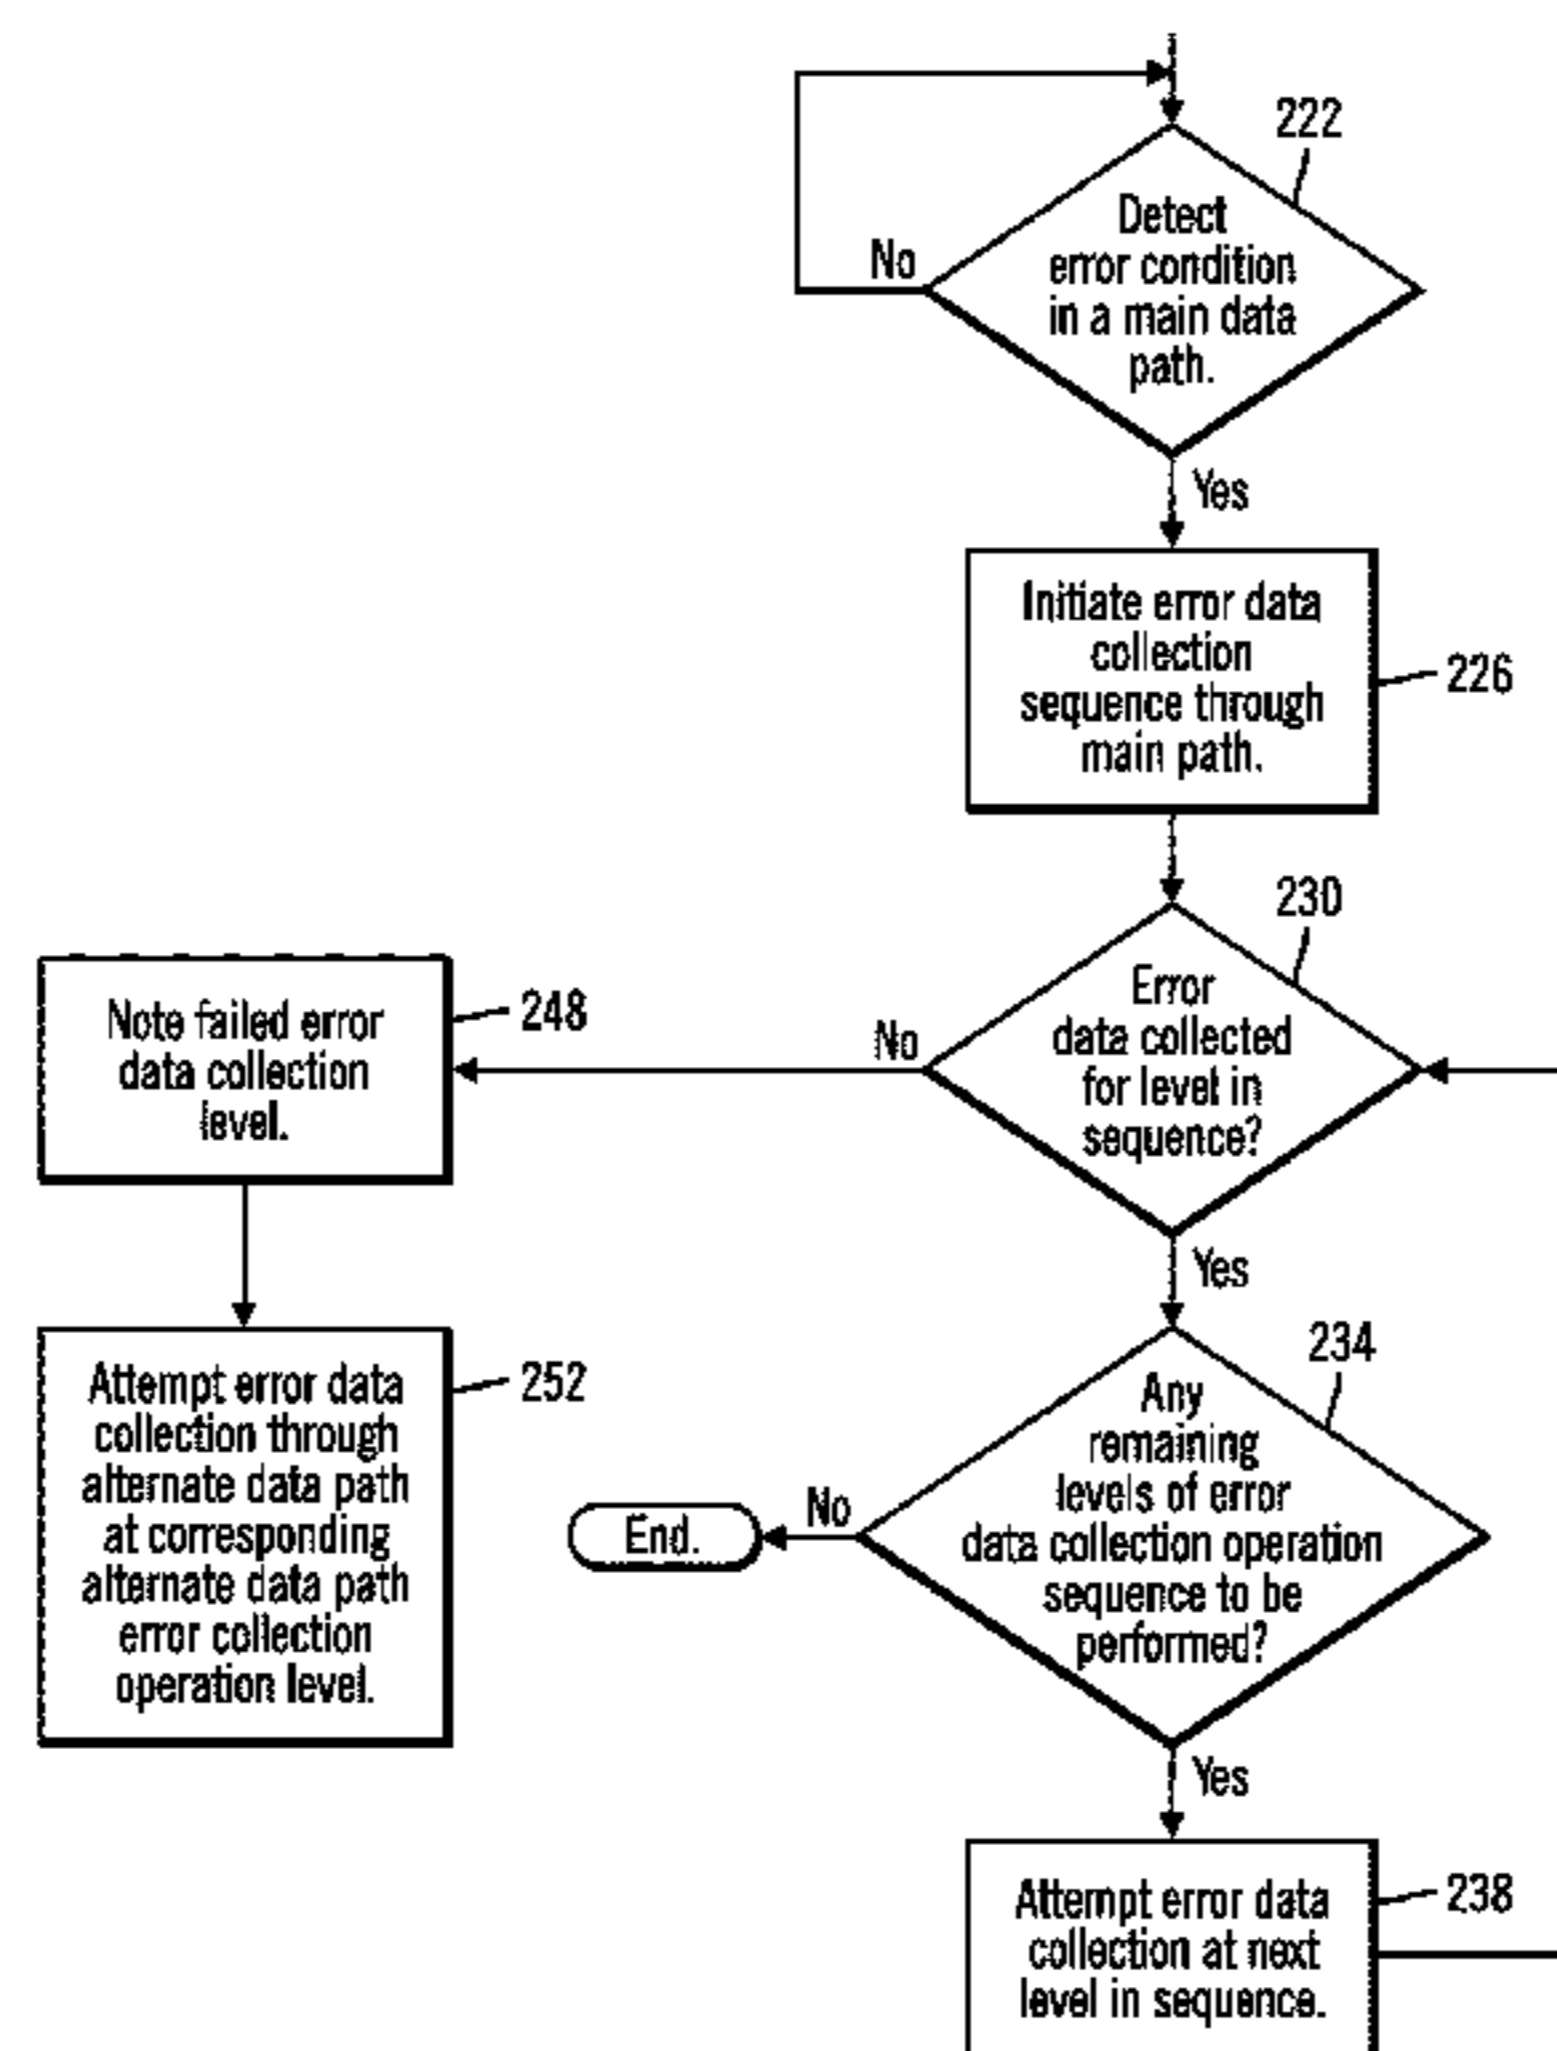 222
Detect
error condition
in a main data
path.
No
Yes
Initiate error data
collection
sequence through
main path.
226
230
Error
data collected
for level in
sequence?
No
Yes
Note failed error
data collection
level.
248
Attempt error data
collection through
alternate data path
at corresponding
alternate data path
error collection
operation level.
252
234
Any
remaining
levels of error
data collection operation
sequence to be
performed?
No
End.
Yes
Attempt error data
collection at next
level in sequence.
238